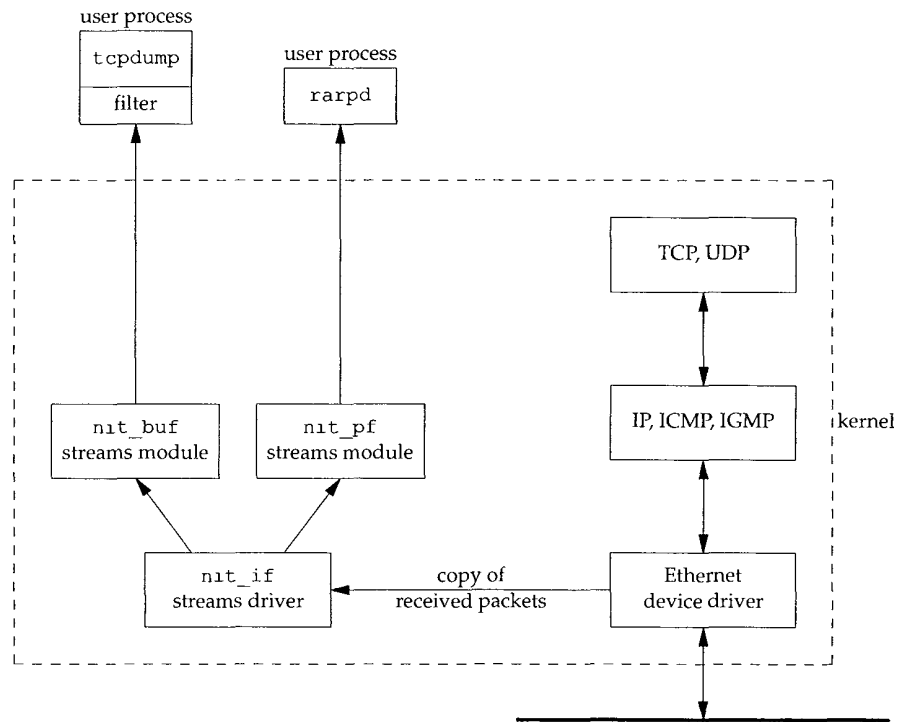 user process
tcpdump
filter
user process
rarpd
TCP, UDP
nit_buf
streams module
nit_pf
streams module
IP, ICMP, IGMP
kernel
nit_if
streams driver
copy of
received packets
Ethernet
device driver